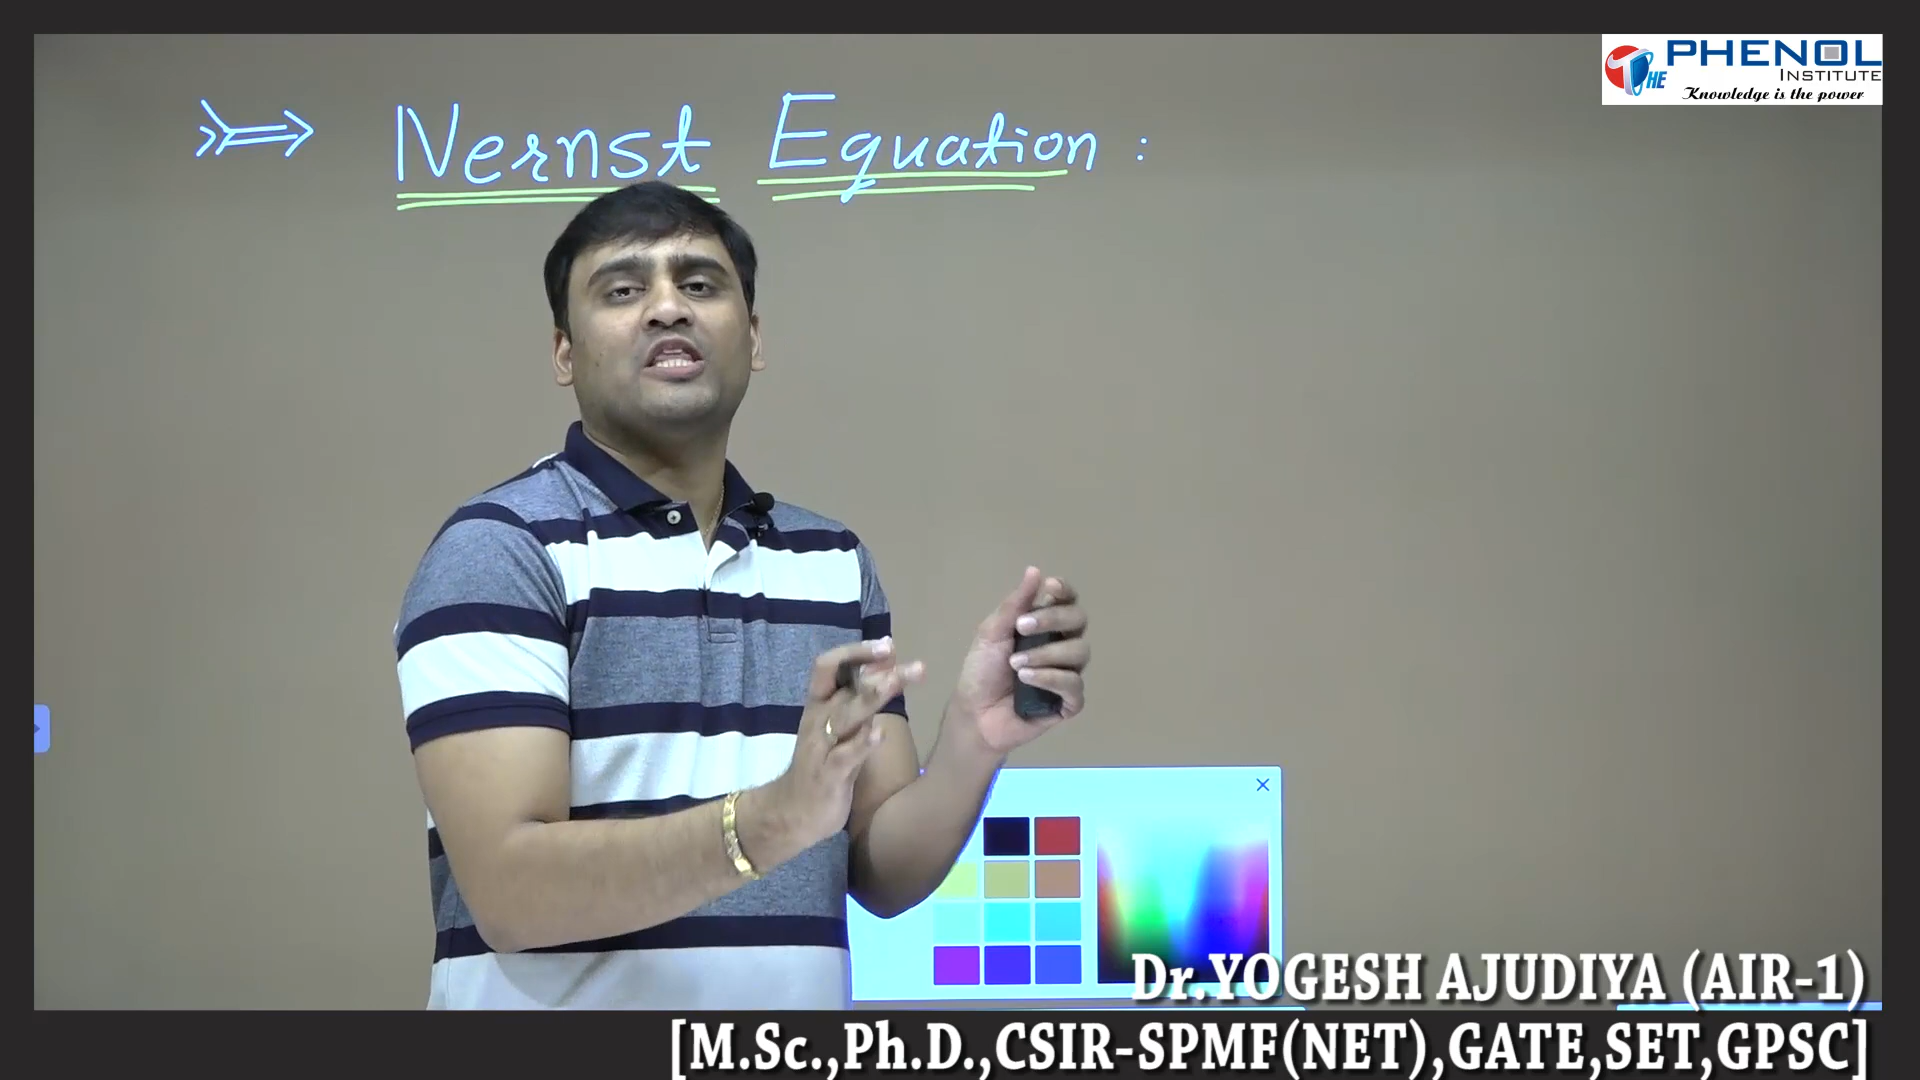 THE PHENOL
INSTITUTE
Knowledge is the power
Nernst Equation :
Dr.YOGESH AJUDIYA (AIR-1)
[M.Sc.,Ph.D.,CSIR-SPMF(NET),GATE,SET,GPSC]